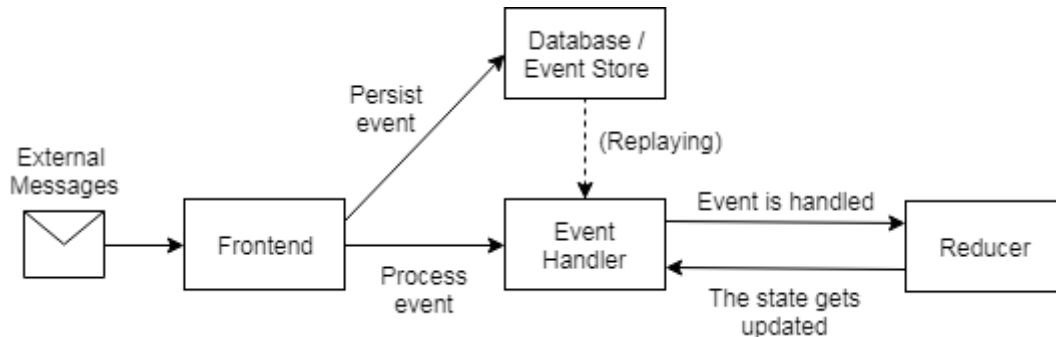 Database /
Event Store
Persist
event
(Replaying)
External
Messages
Frontend
Process
event
Event
Handler
Event is handled
The state gets
updated
Reducer